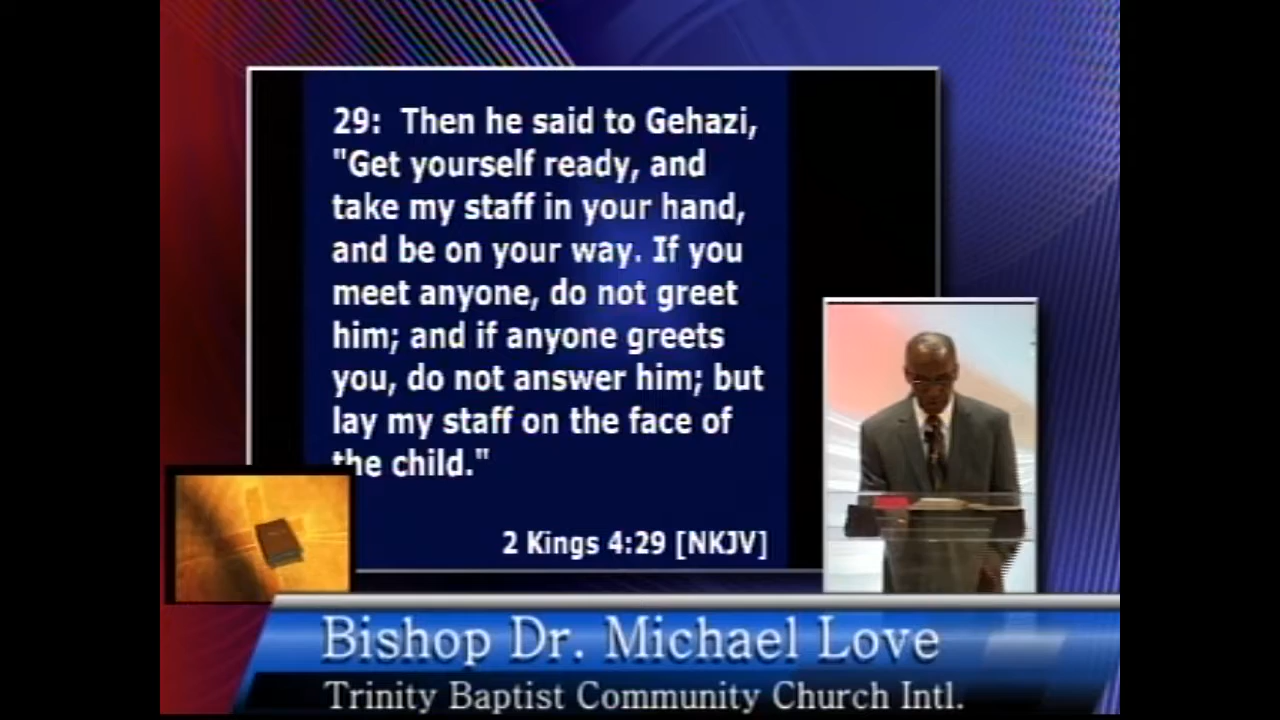 29:  Then he said to Gehazi,
"Get yourself ready, and
take my staff in your hand,
and be on your way. If you
meet anyone, do not greet
him; and if anyone greets
you, do not answer him; but
lay my staff on the face of
the child."
2 Kings 4:29 [NKJV]
Bishop Dr. Michael Love
Trinity Baptist Community Church Intl.